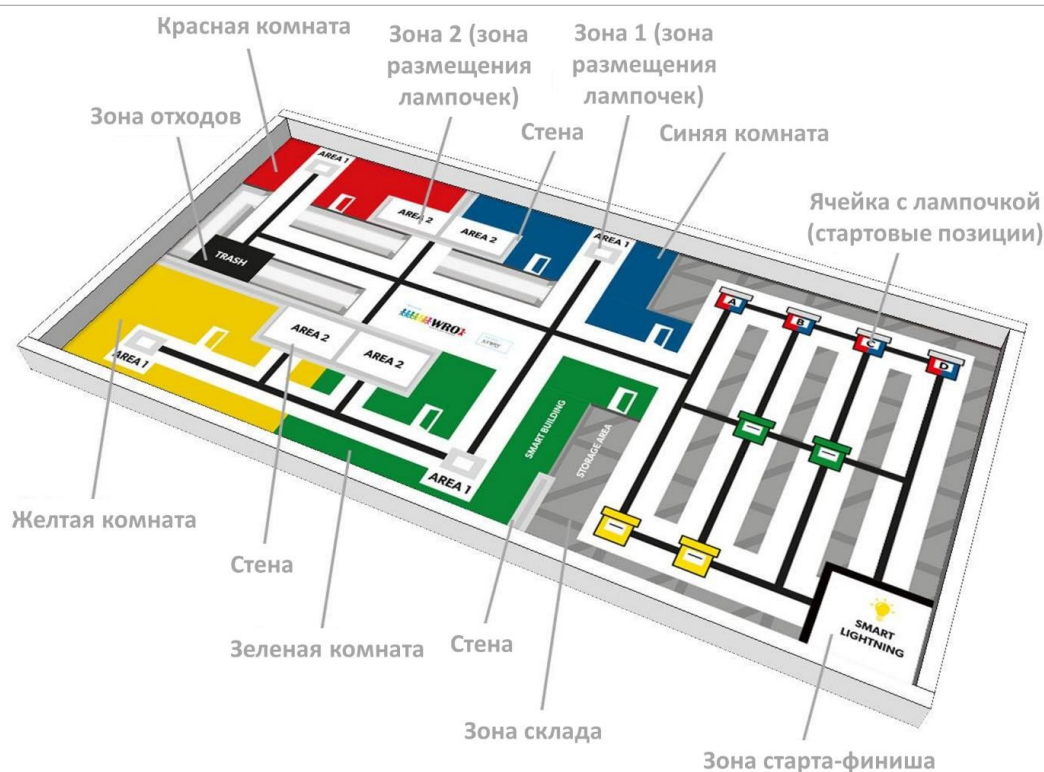 Красная комната
Зона 2 (зона
размещения
лампочек)
Зона 1 (зона
размещения
лампочек)
Зона отходов
Стена
Синяя комната
Ячейка с лампочкой
(стартовые позиции)
AREA 1
AREA 2
AREA 2
AREA 1
TRASH
WRO
AREA 2
AREA 2
AREA 1
AREA 1
A
B
C
D
SMART BUILDING
STORAGE AREA
SMART
LIGHTNING
Желтая комната
Стена
Зеленая комната
Стена
Зона склада
Зона старта-финиша